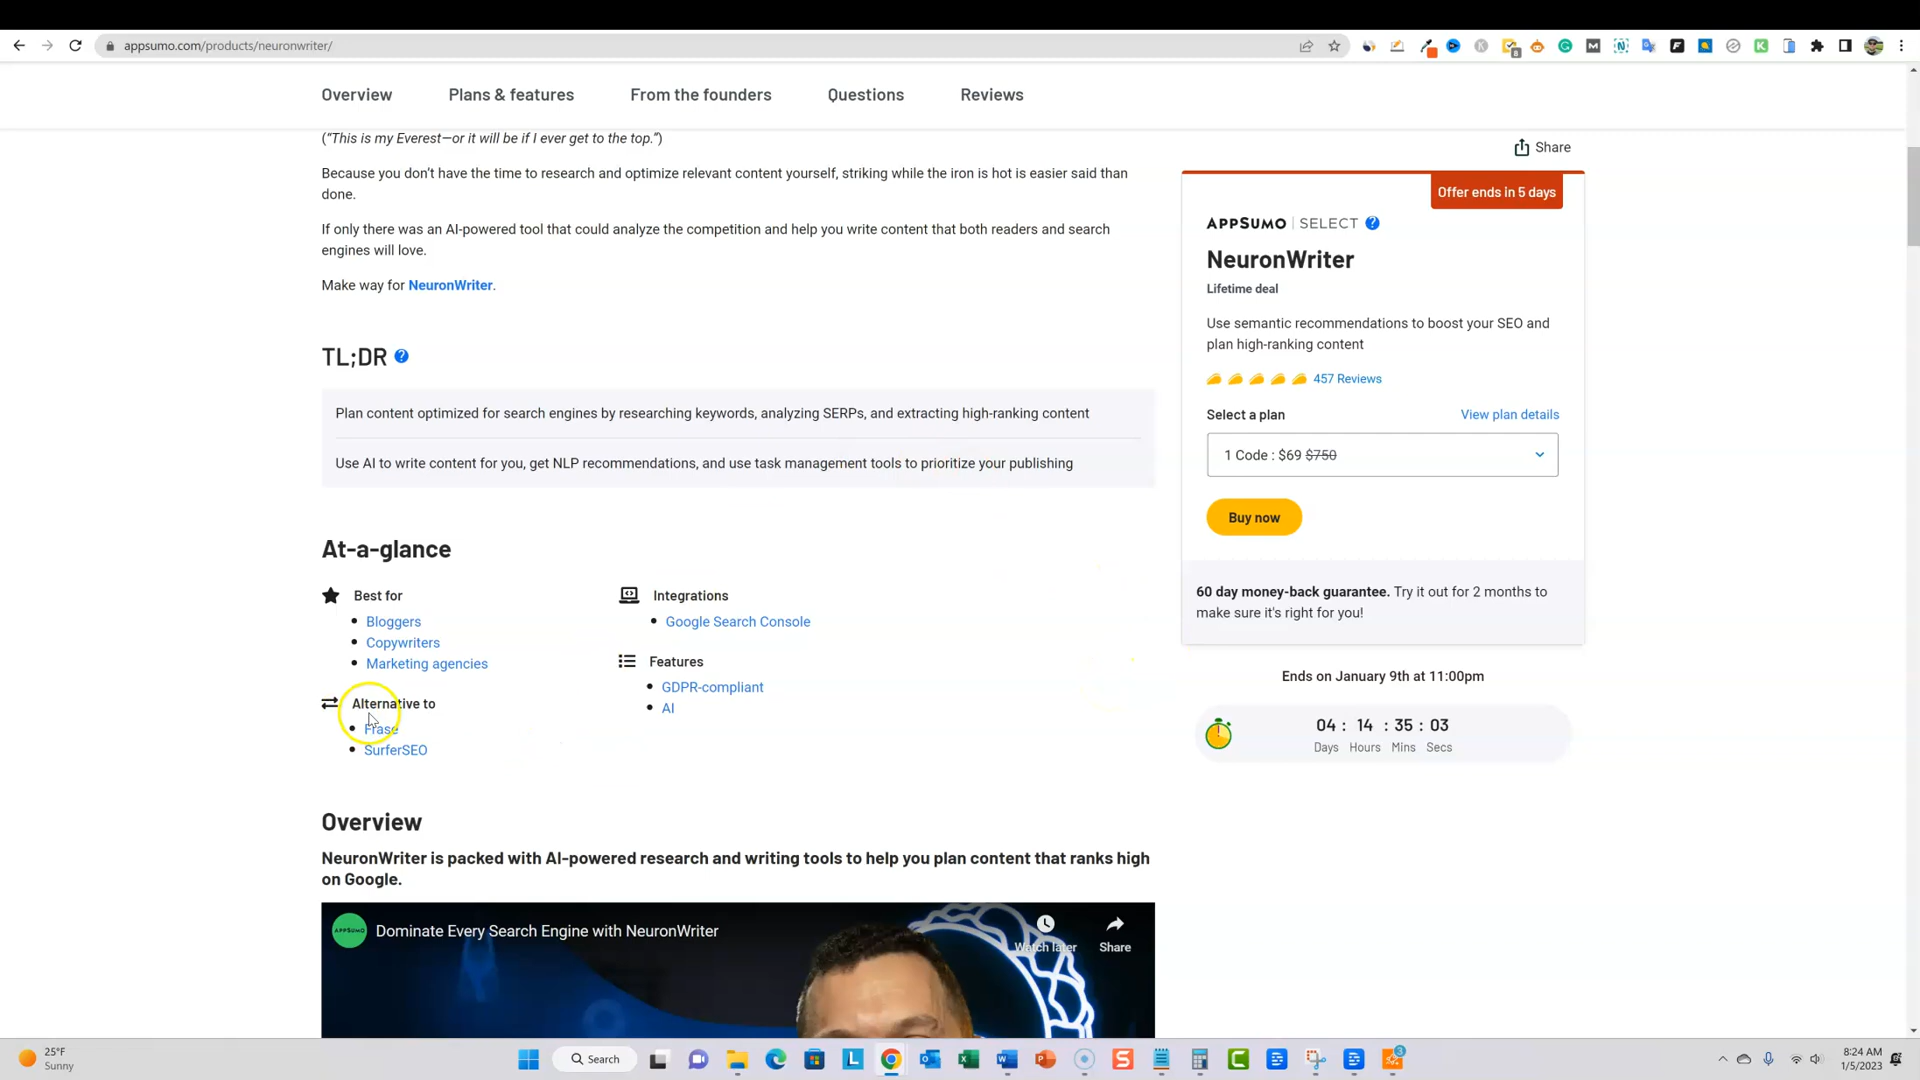 appsumo.com/products/neuronwriter/
8
Overview
Plans & features
From the founders
Questions
Reviews
(“This is my Everest—or it will be if I ever get to the top.”)
Because you don’t have the time to research and optimize relevant content yourself, striking while the iron is hot is easier said than
done.
If only there was an AI-powered tool that could analyze the competition and help you write content that both readers and search
engines will love.
Make way for NeuronWriter.
TL;DR ?
Plan content optimized for search engines by researching keywords, analyzing SERPs, and extracting high-ranking content
Use AI to write content for you, get NLP recommendations, and use task management tools to prioritize your publishing
At-a-glance
Best for
Bloggers
Copywriters
Marketing agencies
Alternative to
Frase
SurferSEO
Integrations
Google Search Console
Features
GDPR-compliant
AI
Overview
NeuronWriter is packed with AI-powered research and writing tools to help you plan content that ranks high
on Google.
APPSUMO
Dominate Every Search Engine with NeuronWriter
Watch later
Share
Share
Offer ends in 5 days
APPSUMO | SELECT ?
NeuronWriter
Lifetime deal
Use semantic recommendations to boost your SEO and
plan high-ranking content
457 Reviews
Select a plan
View plan details
1 Code : $69 $750
Buy now
60 day money-back guarantee. Try it out for 2 months to
make sure it's right for you!
Ends on January 9th at 11:00pm
04 : 14 : 35 : 03
Days Hours Mins Secs
25°F
Sunny
Search
3
8:24 AM
1/5/2023